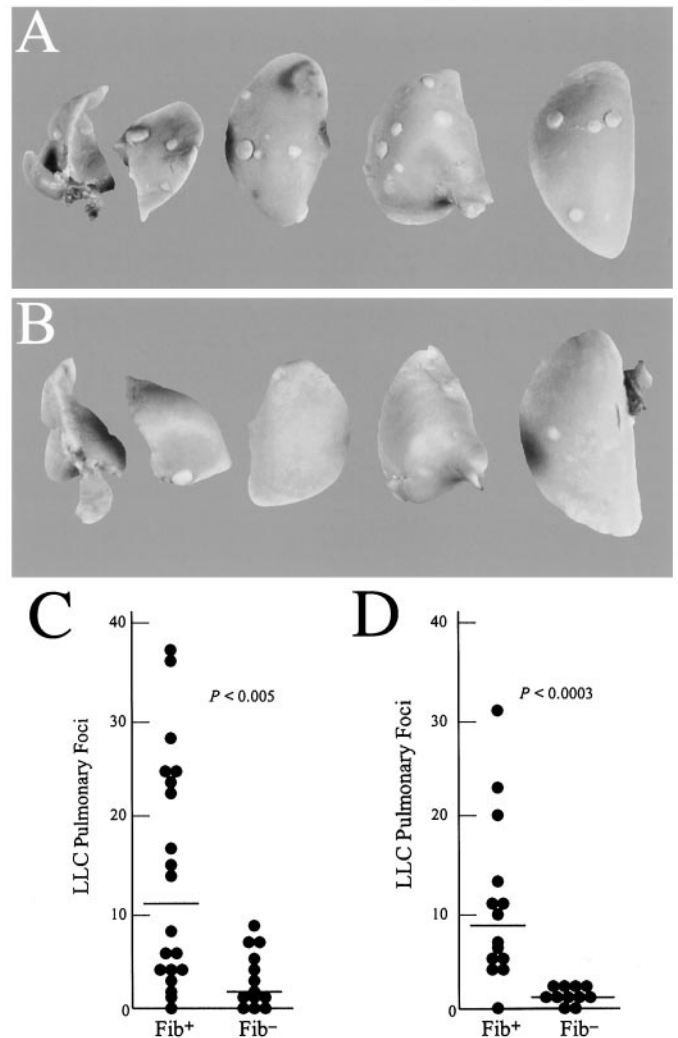 A
B
C
40
30
20
10
0
LLC Pulmonary Foci
P < 0.005
Fib⁺ Fib⁻
D
40
30
20
10
0
LLC Pulmonary Foci
P < 0.0003
Fib⁺ Fib⁻